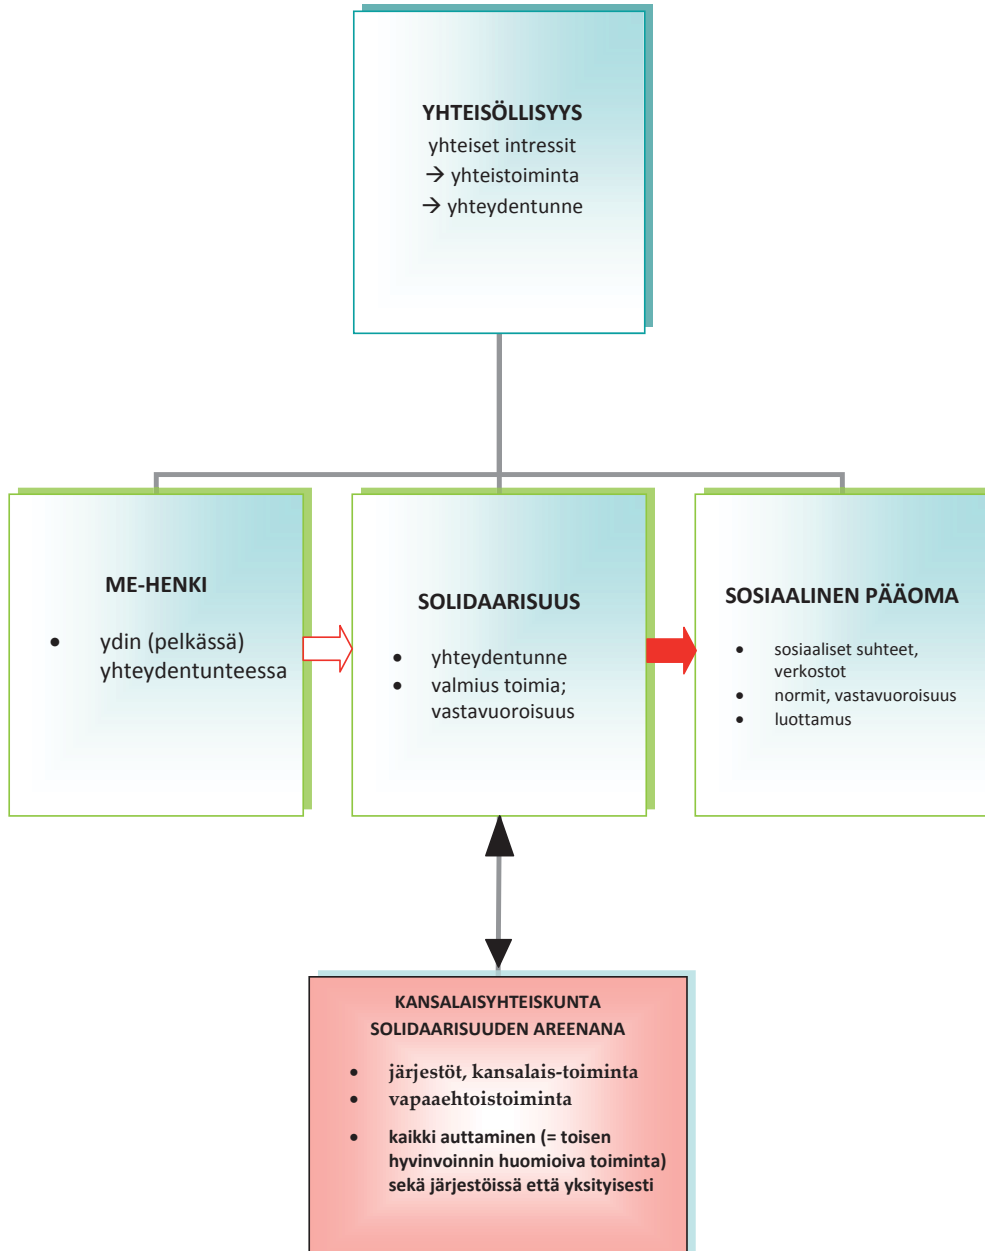 YHTEISÖLLISYYS
yhteiset intressit
→ yhteistoiminta
→ yhteydentunne
ME-HENKI
• ydin (pelkässä)
yhteydentunteessa
SOLIDAARISUUS
• yhteydentunne
• valmius toimia;
vastavuoroisuus
SOSIAALINEN PÄÄOMA
• sosiaaliset suhteet,
verkostot
• normit, vastavuoroisuus
• luottamus
KANSALAISYHTEISKUNTA
SOLIDAARISUUDEN AREENANA
• järjestöt, kansalais-toiminta
• vapaaehtoistoiminta
• kaikki auttaminen (= toisen
hyvinvoinnin huomioiva toiminta)
sekä järjestöissä että yksityisesti